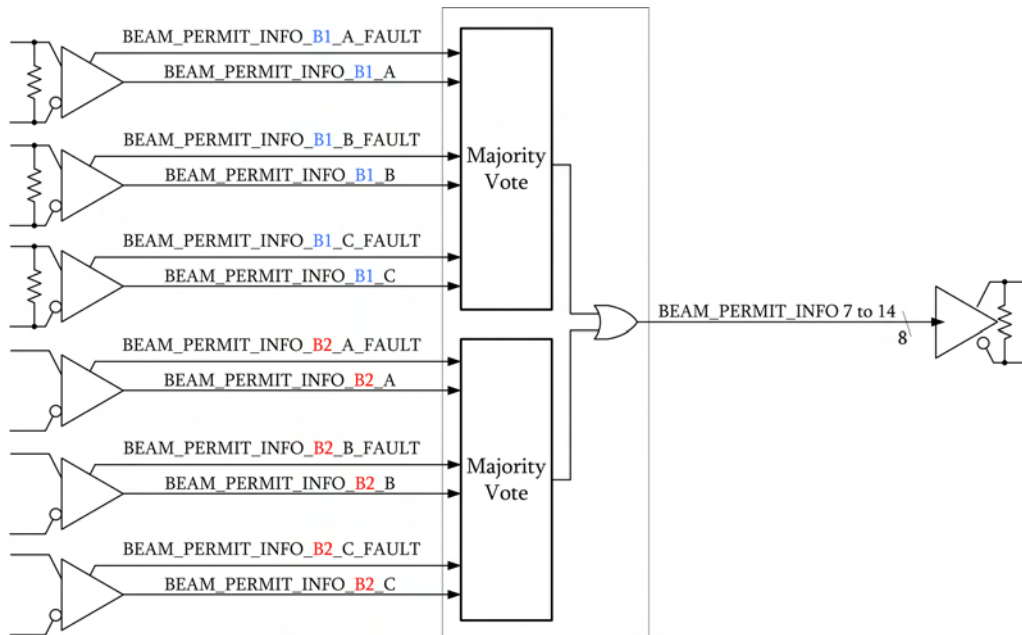 BEAM_PERMIT_INFO_B1_A_FAULT
BEAM_PERMIT_INFO_B1_A
BEAM_PERMIT_INFO_B1_B_FAULT
BEAM_PERMIT_INFO_B1_B
BEAM_PERMIT_INFO_B1_C_FAULT
BEAM_PERMIT_INFO_B1_C
Majority
Vote
BEAM_PERMIT_INFO 7 to 14
8
BEAM_PERMIT_INFO_B2_A_FAULT
BEAM_PERMIT_INFO_B2_A
BEAM_PERMIT_INFO_B2_B_FAULT
BEAM_PERMIT_INFO_B2_B
BEAM_PERMIT_INFO_B2_C_FAULT
BEAM_PERMIT_INFO_B2_C
Majority
Vote